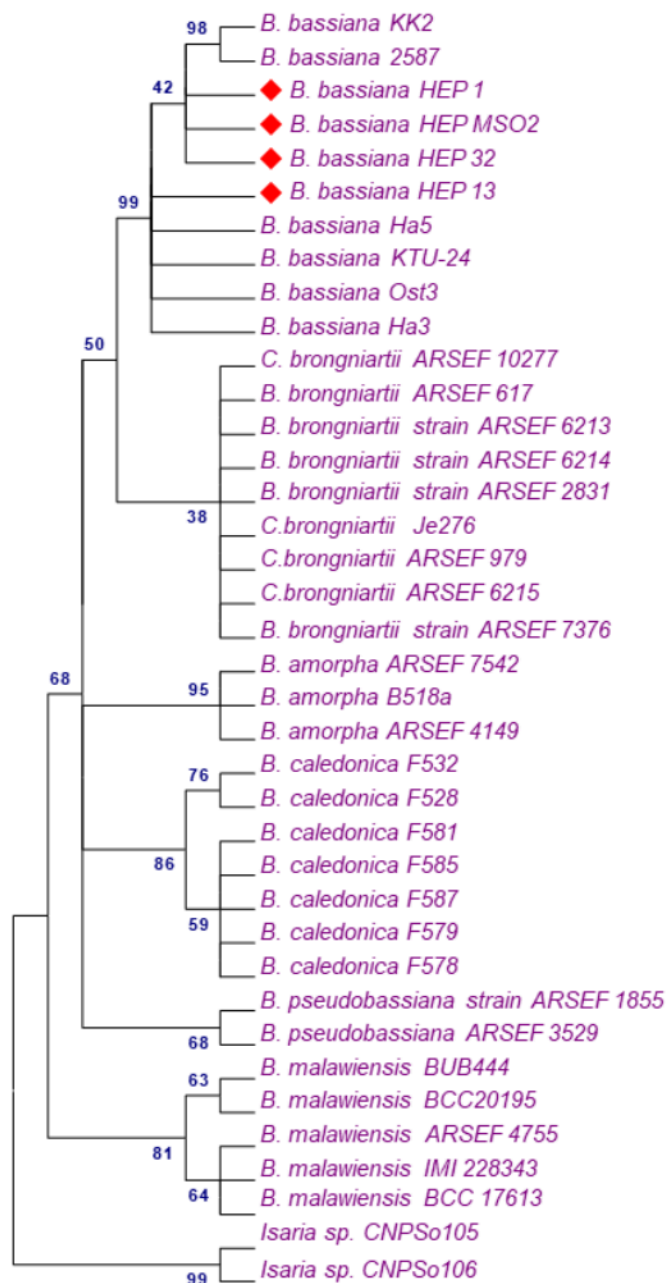 98
B. bassiana KK2
B. bassiana 2587
42
B. bassiana HEP 1
B. bassiana HEP MSO2
B. bassiana HEP 32
99
B. bassiana HEP 13
B. bassiana Ha5
B. bassiana KTU-24
B. bassiana Ost3
B. bassiana Ha3
50
C. brongniartii ARSEF 10277
B. brongniartii ARSEF 617
B. brongniartii strain ARSEF 6213
B. brongniartii strain ARSEF 6214
B. brongniartii strain ARSEF 2831
38
C.brongniartii Je276
C.brongniartii ARSEF 979
C.brongniartii ARSEF 6215
B. brongniartii strain ARSEF 7376
68
B. amorpha ARSEF 7542
95
B. amorpha B518a
B. amorpha ARSEF 4149
B. caledonica F532
76
B. caledonica F528
B. caledonica F581
86
B. caledonica F585
B. caledonica F587
59
B. caledonica F579
B. caledonica F578
B. pseudobassiana strain ARSEF 1855
B. pseudobassiana ARSEF 3529
68
B. malawiensis BUB444
63
B. malawiensis BCC20195
B. malawiensis ARSEF 4755
81
B. malawiensis IMI 228343
64
B. malawiensis BCC 17613
Isaria sp. CNPSo105
Isaria sp. CNPSo106
99